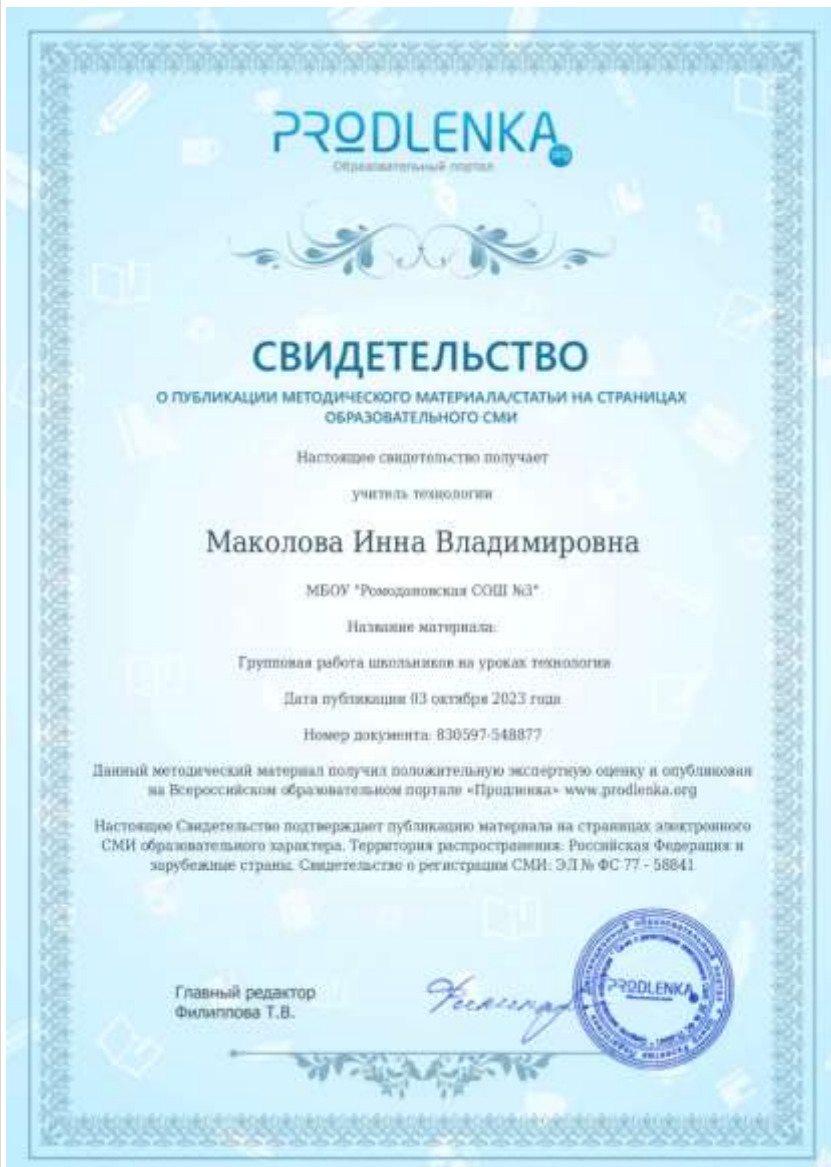 PRODLENKA.org
Образовательный портал
СВИДЕТЕЛЬСТВО
О ПУБЛИКАЦИИ МЕТОДИЧЕСКОГО МАТЕРИАЛА/СТАТЬИ НА СТРАНИЦАХ
ОБРАЗОВАТЕЛЬНОГО СМИ
Настоящее свидетельство получает
учитель технологии
Маколова Инна Владимировна
МБОУ "Ромодановская СОШ №3"
Название материала:
Групповая работа школьников на уроках технологии
Дата публикации 03 октября 2023 года
Номер документа: 830597-548877
Данный методический материал получил положительную экспертную оценку и опубликован
на Всероссийском образовательном портале «Продленка» www.prodlenka.org
Настоящее Свидетельство подтверждает публикацию материала на страницах электронного
СМИ образовательного характера. Территория распространения: Российская Федерация и
зарубежные страны. Свидетельство о регистрации СМИ: ЭЛ № ФС 77 - 58841
Главный редактор
Филиппова Т.В.
PRODLENKA